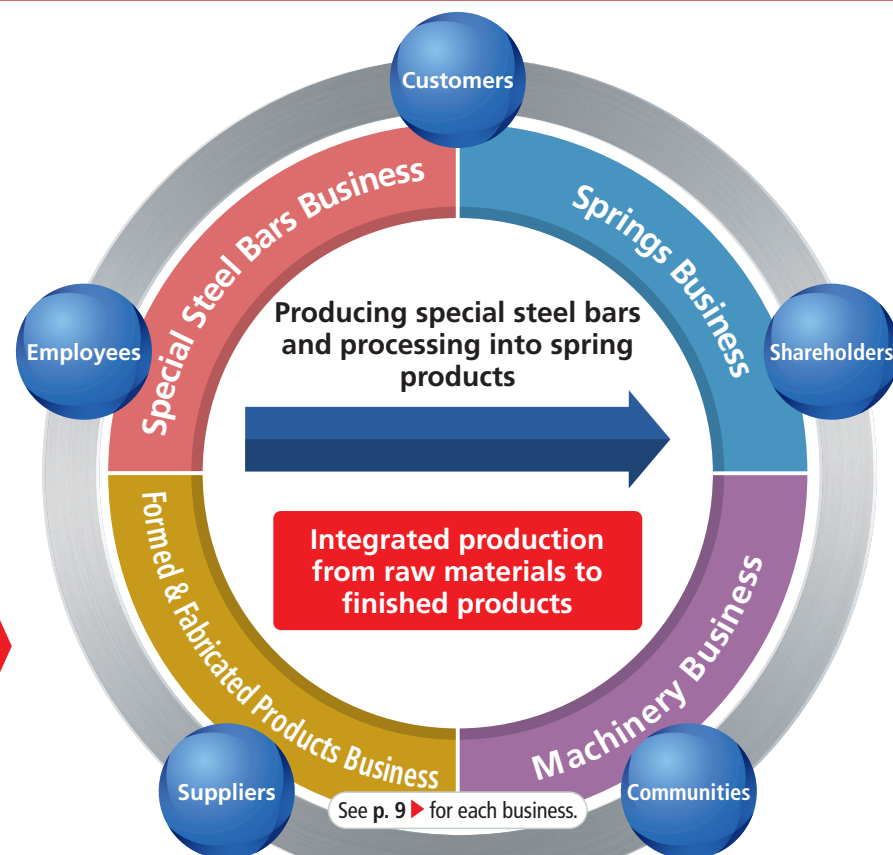 Customers
Special Steel Bars Business
Springs Business
Employees
Shareholders
Producing special steel bars
and processing into spring
products
Integrated production
from raw materials to
finished products
Formed & Fabricated Products Business
Machinery Business
Suppliers
Communities
See p. 9 ▶ for each business.